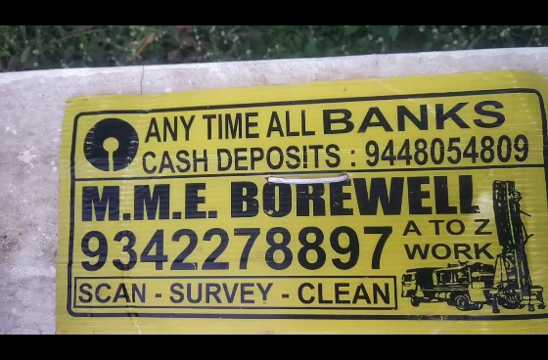 ANY TIME ALL BANKS
CASH DEPOSITS : 9448054809
M.M.E. BOREWELL
9342278897
A TO Z
WORK
SCAN - SURVEY - CLEAN